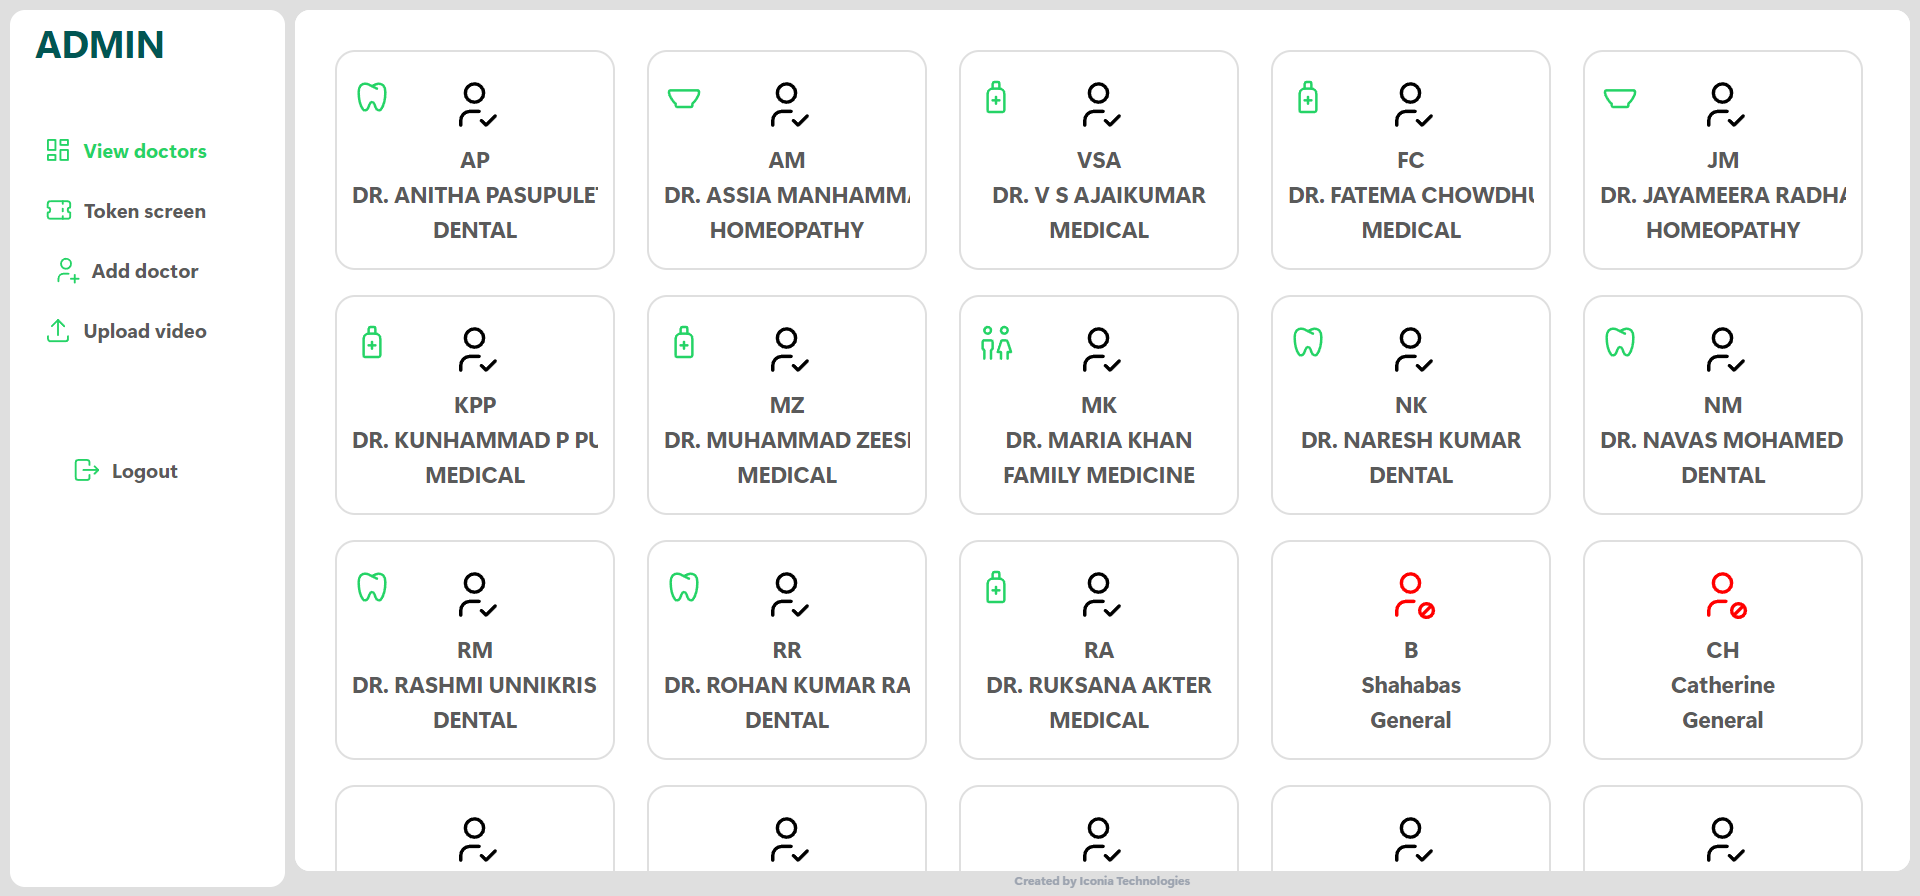 ADMIN
View doctors
Token screen
Add doctor
Upload video
Logout
AP
DR. ANITHA PASUPULE
DENTAL
AM
DR. ASSIA MANHAMM
HOMEOPATHY
VSA
DR. V S AJAIKUMAR
MEDICAL
FC
DR. FATEMA CHOWDHU
MEDICAL
JM
DR. JAYAMEERA RADHA
HOMEOPATHY
KPP
DR. KUNHAMMAD P PU
MEDICAL
MZ
DR. MUHAMMAD ZEES
MEDICAL
MK
DR. MARIA KHAN
FAMILY MEDICINE
NK
DR. NARESH KUMAR
DENTAL
NM
DR. NAVAS MOHAMED
DENTAL
RM
DR. RASHMI UNNIKRIS
DENTAL
RR
DR. ROHAN KUMAR RA
DENTAL
RA
DR. RUKSANA AKTER
MEDICAL
B
Shahabas
General
CH
Catherine
General
Created by Iconia Technologies